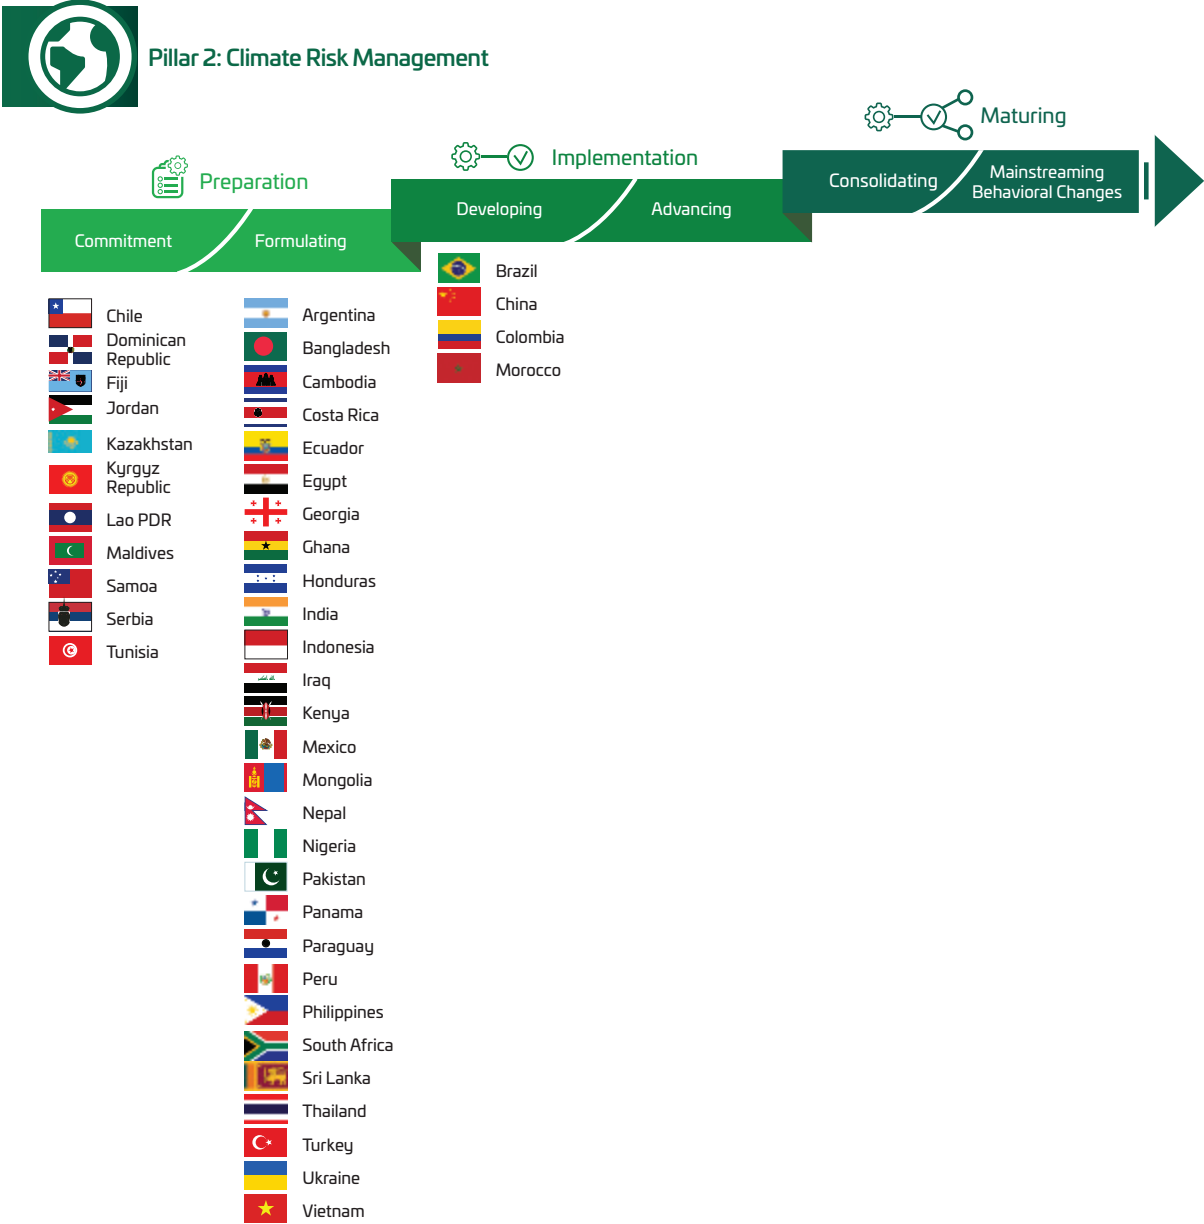 Pillar 2: Climate Risk Management
Preparation
Implementation
Maturing
Commitment
Formulating
Developing
Advancing
Consolidating
Mainstreaming
Behavioral Changes
Chile
Dominican
Republic
Fiji
Jordan
Kazakhstan
Kyrgyz
Republic
Lao PDR
Maldives
Samoa
Serbia
Tunisia
Argentina
Bangladesh
Cambodia
Costa Rica
Ecuador
Egypt
Georgia
Ghana
Honduras
India
Indonesia
Iraq
Kenya
Mexico
Mongolia
Nepal
Nigeria
Pakistan
Panama
Paraguay
Peru
Philippines
South Africa
Sri Lanka
Thailand
Turkey
Ukraine
Vietnam
Brazil
China
Colombia
Morocco